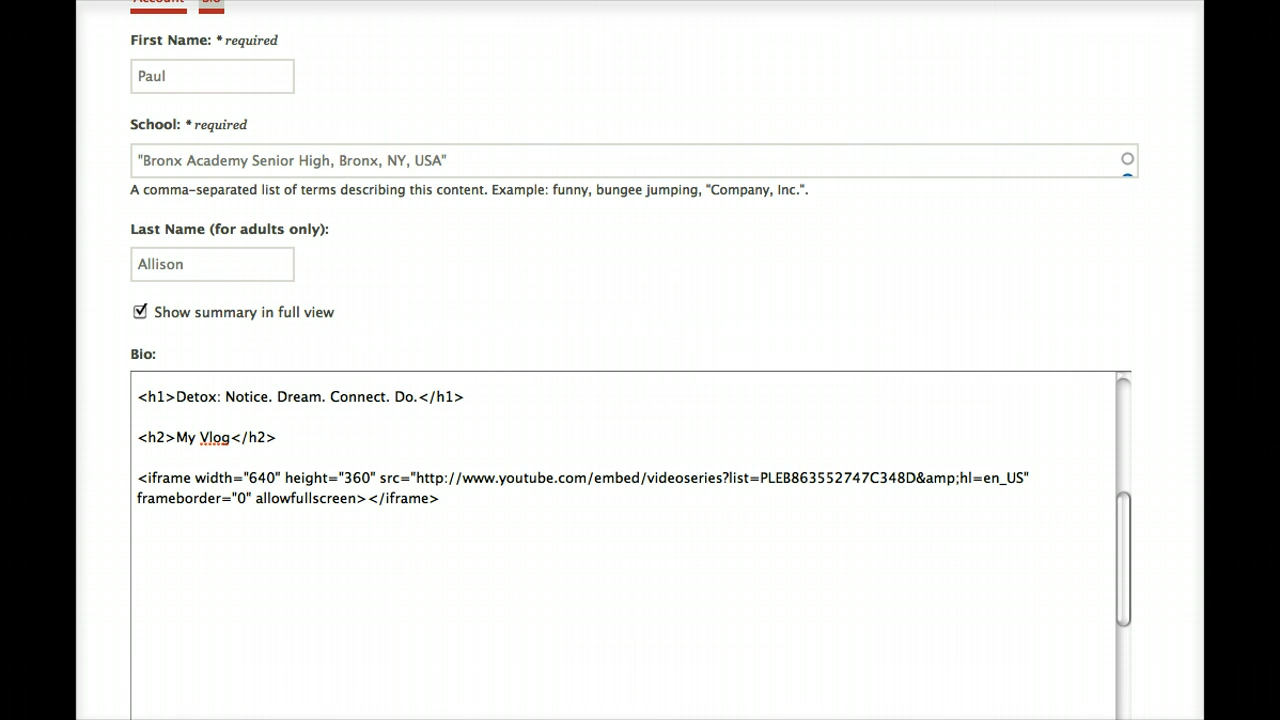 Account Bio
First Name: * required
Paul
School: * required
"Bronx Academy Senior High, Bronx, NY, USA"
A comma-separated list of terms describing this content. Example: funny, bungee jumping, "Company, Inc.".
Last Name (for adults only):
Allison
Show summary in full view
Bio:
<h1>Detox: Notice. Dream. Connect. Do.</h1>
<h2>My Vlog</h2>
<iframe width="640" height="360" src="http://www.youtube.com/embed/videoseries?list=PLEB863552747C348D&amp;hl=en_US"
frameborder="0" allowfullscreen></iframe>